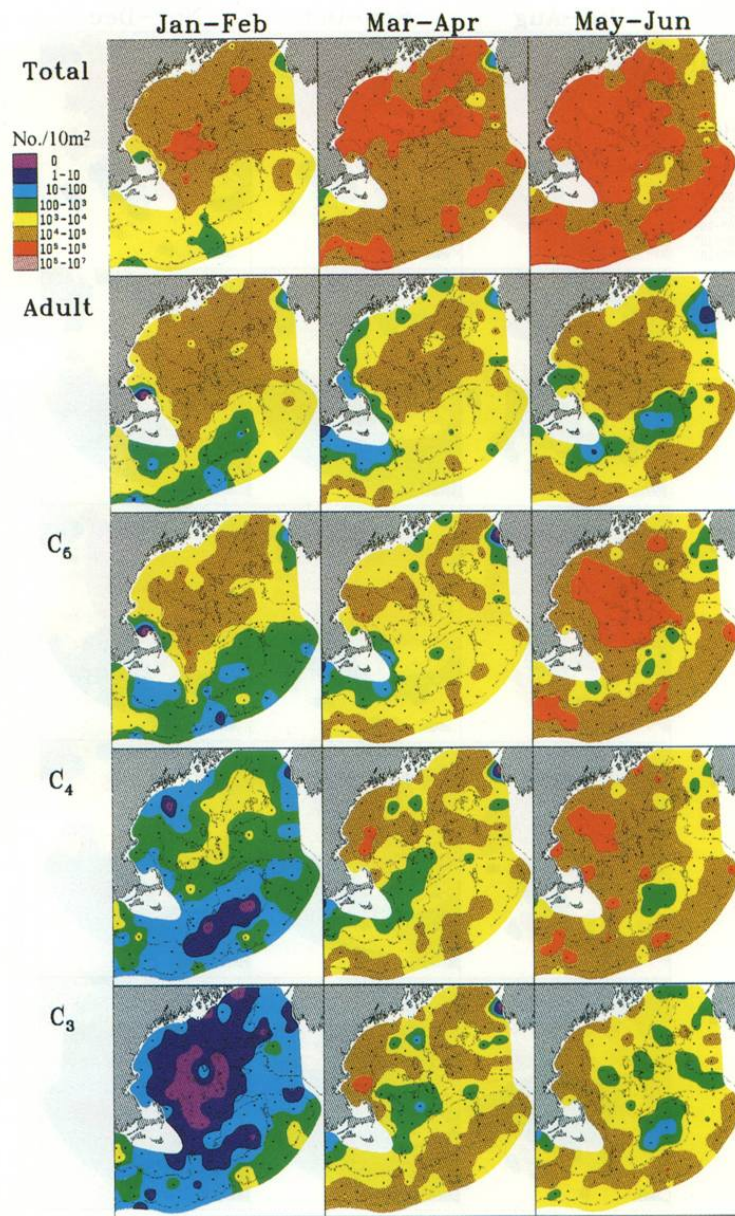 Jan-Feb Mar-Apr May-Jun
Total
No./10m²
0
1-10
10-100
100-10³
10³-10⁴
10⁴-10⁵
10⁵-10⁶
10⁶-10⁷
Adult
C₅
C₄
C₃